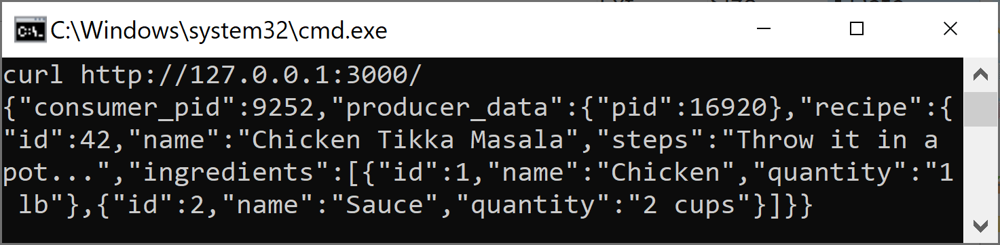 C:\Windows\system32\cmd.exe
curl http://127.0.0.1:3000/
{"consumer_pid":9252,"producer_data":{"pid":16920},"recipe":{
"id":42,"name":"Chicken Tikka Masala","steps":"Throw it in a
pot...","ingredients":[{"id":1,"name":"Chicken","quantity":"1
 lb"},{"id":2,"name":"Sauce","quantity":"2 cups"}]}}